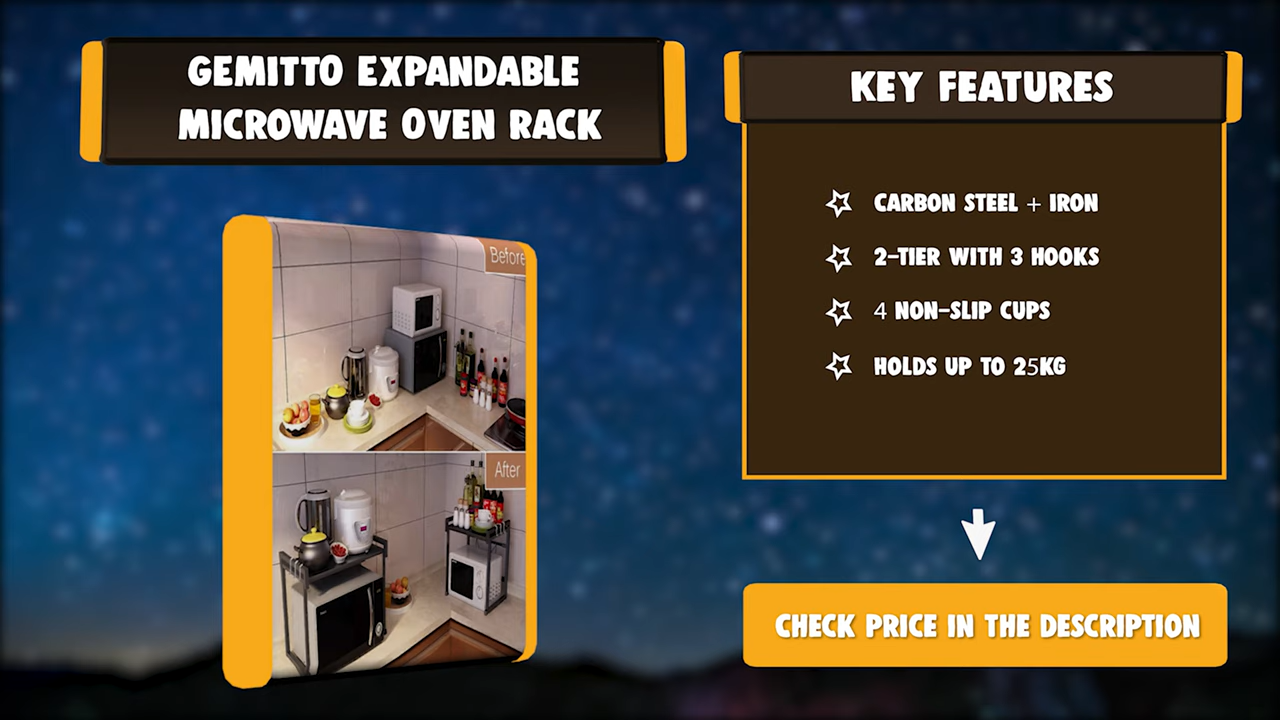 GEMITTO EXPANDABLE
MICROWAVE OVEN RACK
Before
After
KEY FEATURES
CARBON STEEL + IRON
2-TIER WITH 3 HOOKS
4 NON-SLIP CUPS
HOLDS UP TO 25KG
CHECK PRICE IN THE DESCRIPTION